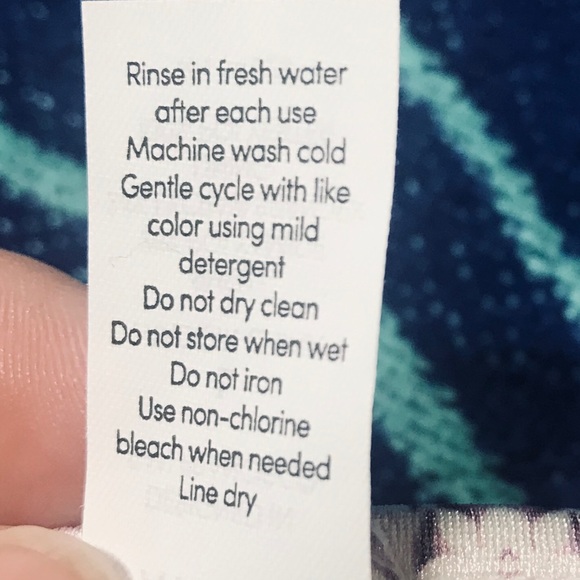 Rinse in fresh water
after each use
Machine wash cold
Gentle cycle with like
color using mild
detergent
Do not dry clean
Do not store when wet
Do not iron
Use non-chlorine
bleach when needed
Line dry